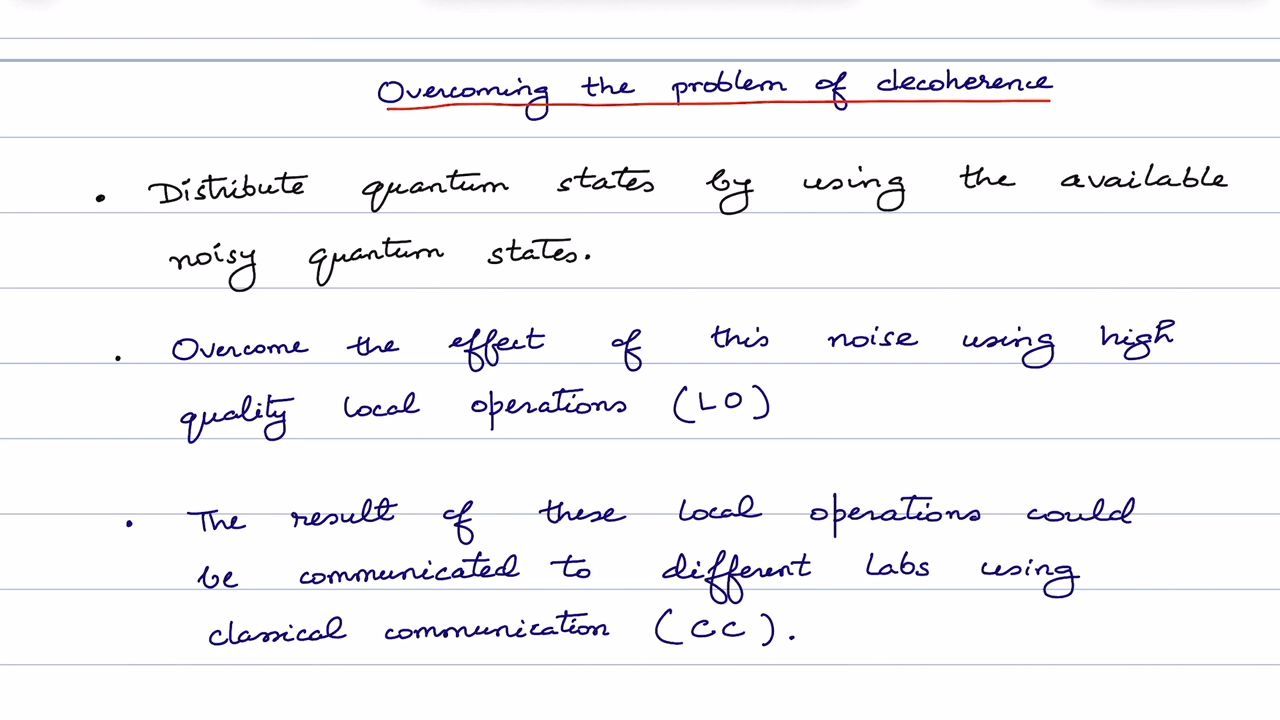 Overcoming the problem of decoherence
• Distribute quantum states by using the available
noisy quantum states.
• Overcome the effect of this noise using high
quality local operations (LO)
• The result of these local operations could
be communicated to different labs using
classical communication (CC).